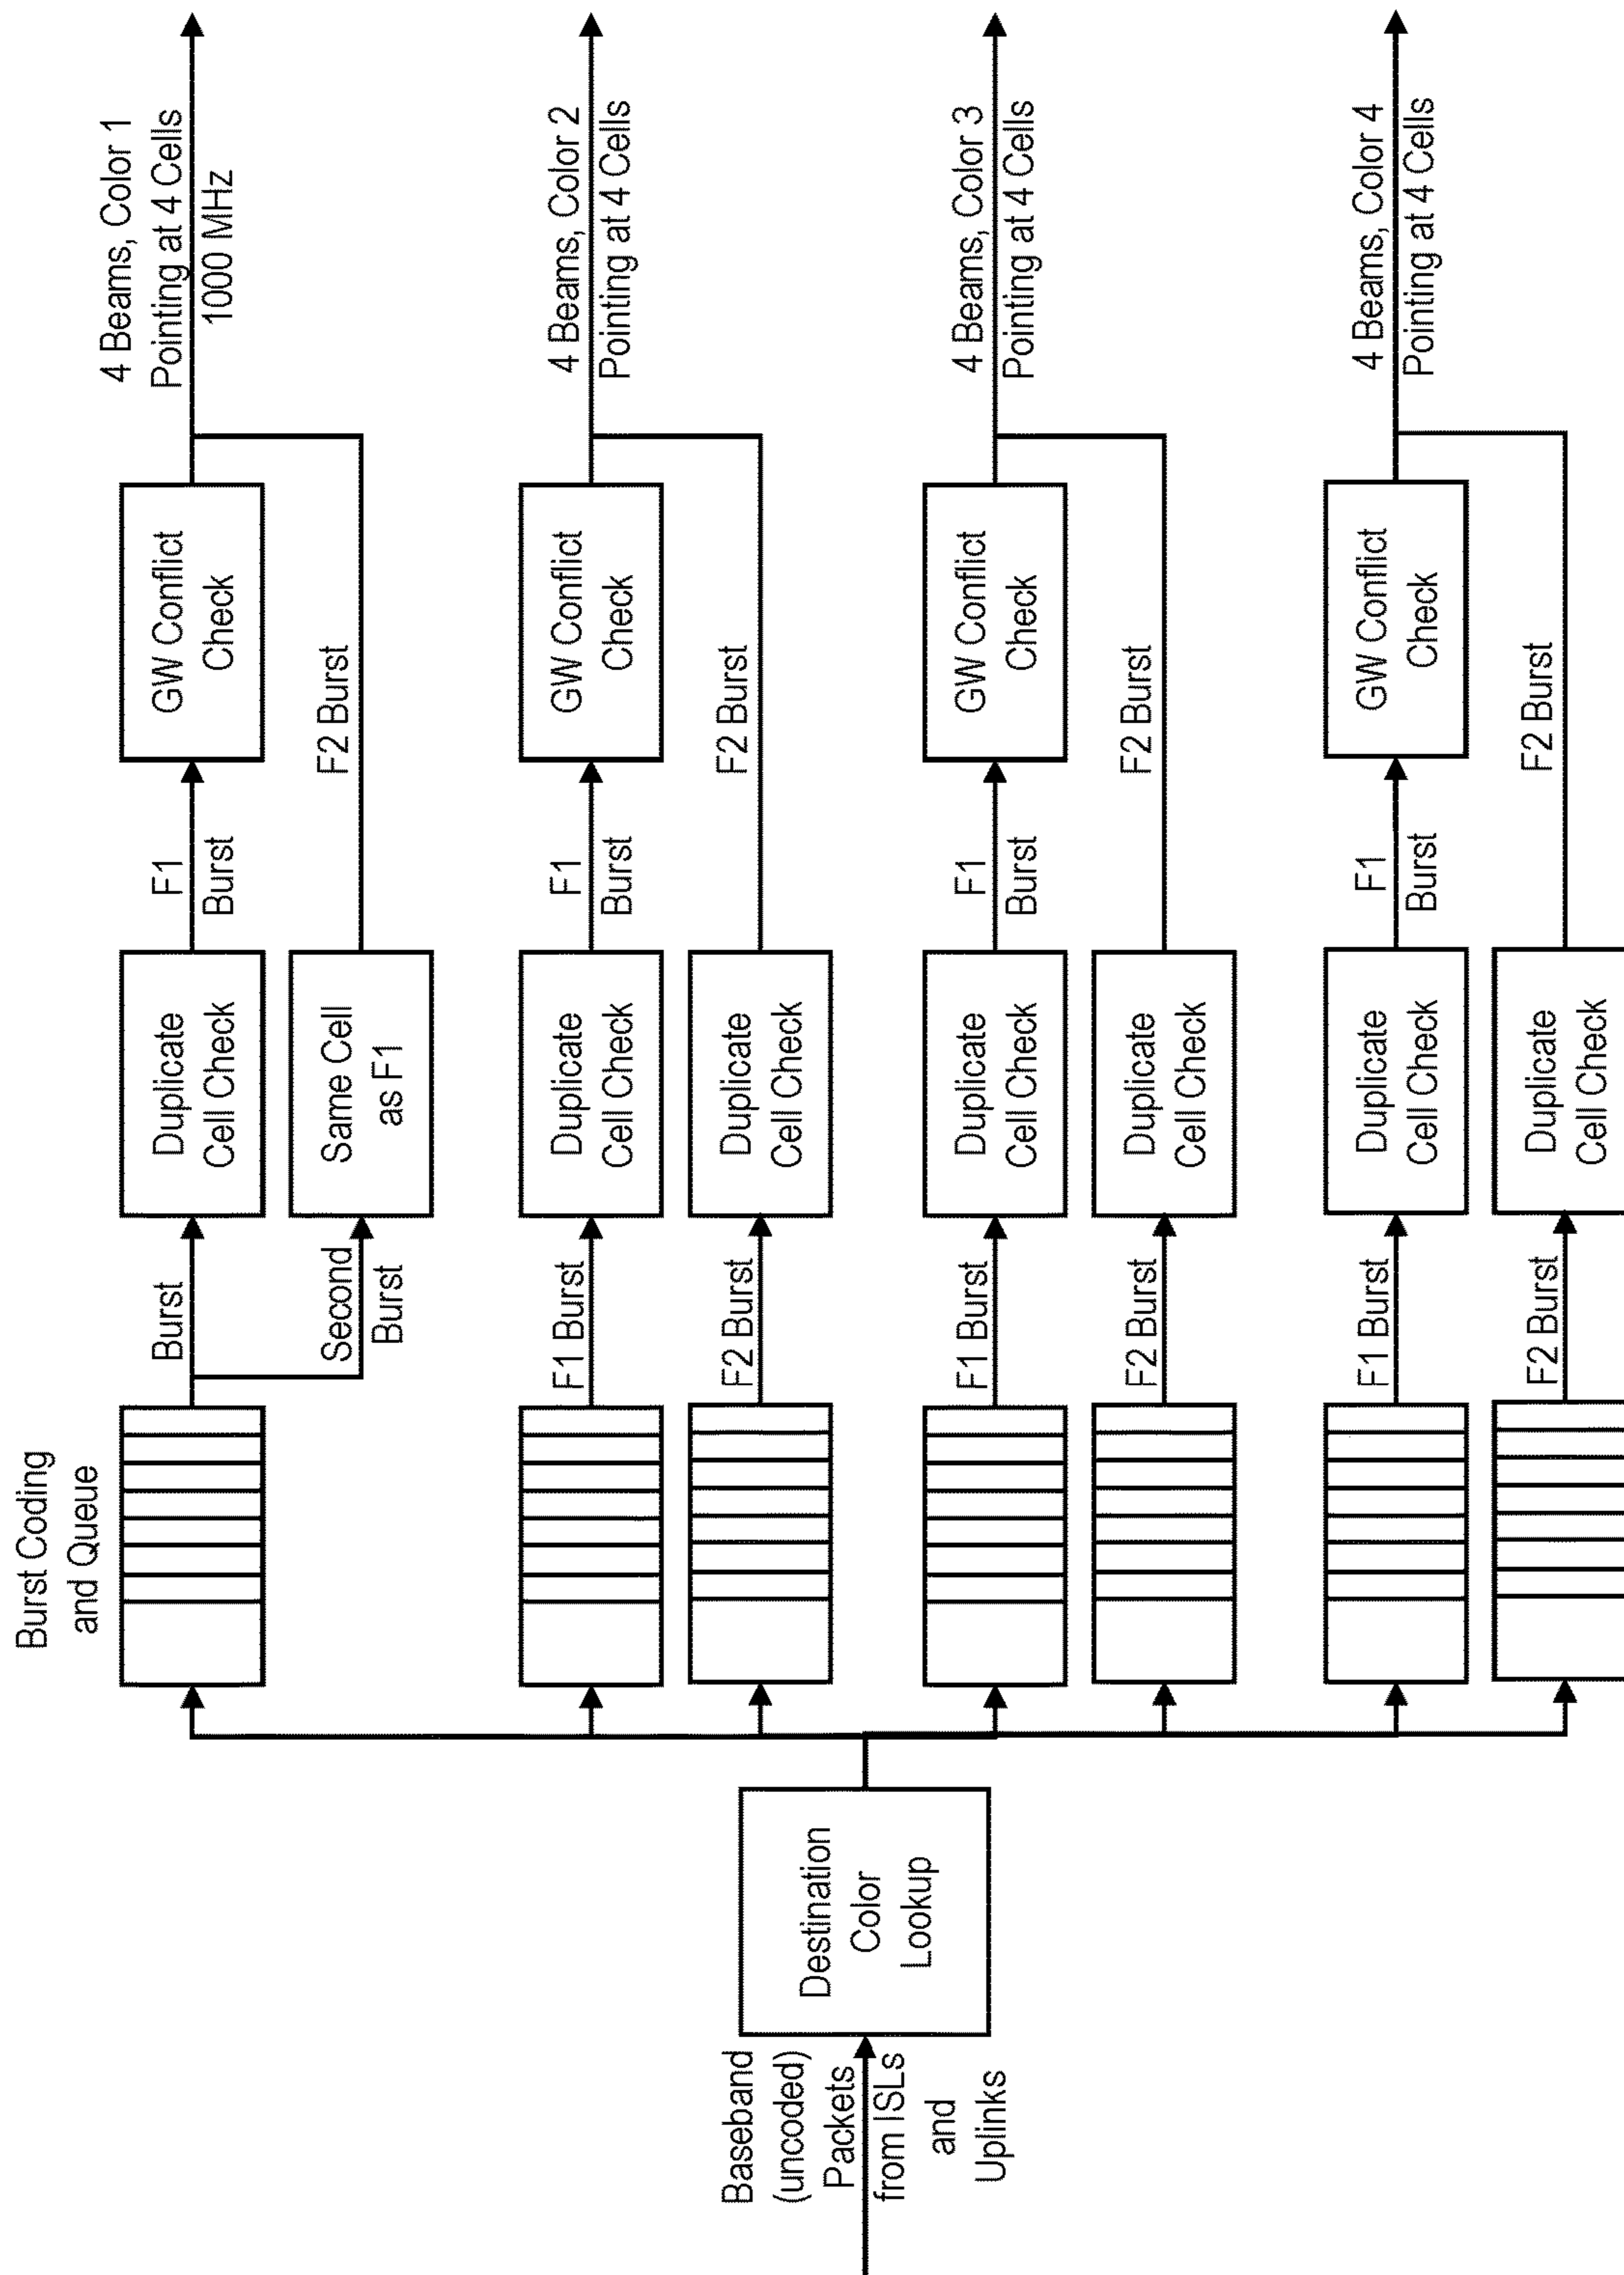 Baseband
(uncoded)
Packets
from ISLs
and
Uplinks
Destination
Color
Lookup
Burst Coding
and Queue
Burst
Second
Burst
Duplicate
Cell Check
Same Cell
as F1
F1
Burst
GW Conflict
Check
F2 Burst
4 Beams, Color 1
Pointing at 4 Cells
1000 MHz
F1 Burst
F2 Burst
Duplicate
Cell Check
Duplicate
Cell Check
F1
Burst
GW Conflict
Check
F2 Burst
4 Beams, Color 2
Pointing at 4 Cells
F1 Burst
F2 Burst
Duplicate
Cell Check
Duplicate
Cell Check
F1
Burst
GW Conflict
Check
F2 Burst
4 Beams, Color 3
Pointing at 4 Cells
F1 Burst
F2 Burst
Duplicate
Cell Check
Duplicate
Cell Check
F1
Burst
GW Conflict
Check
F2 Burst
4 Beams, Color 4
Pointing at 4 Cells